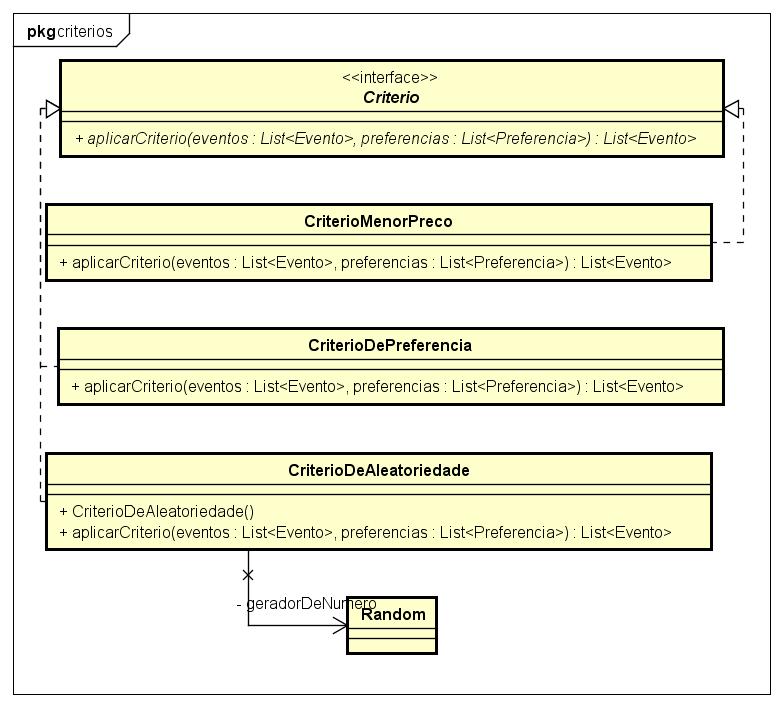 pkg criterios
<<interface>>
Criterio
+ aplicarCriterio(eventos : List<Evento>, preferencias : List<Preferencia>) : List<Evento>
CriterioMenorPreco
+ aplicarCriterio(eventos : List<Evento>, preferencias : List<Preferencia>) : List<Evento>
CriterioDePreferencia
+ aplicarCriterio(eventos : List<Evento>, preferencias : List<Preferencia>) : List<Evento>
CriterioDeAleatoriedade
+ CriterioDeAleatoriedade()
+ aplicarCriterio(eventos : List<Evento>, preferencias : List<Preferencia>) : List<Evento>
- geradorDeNumero
Random